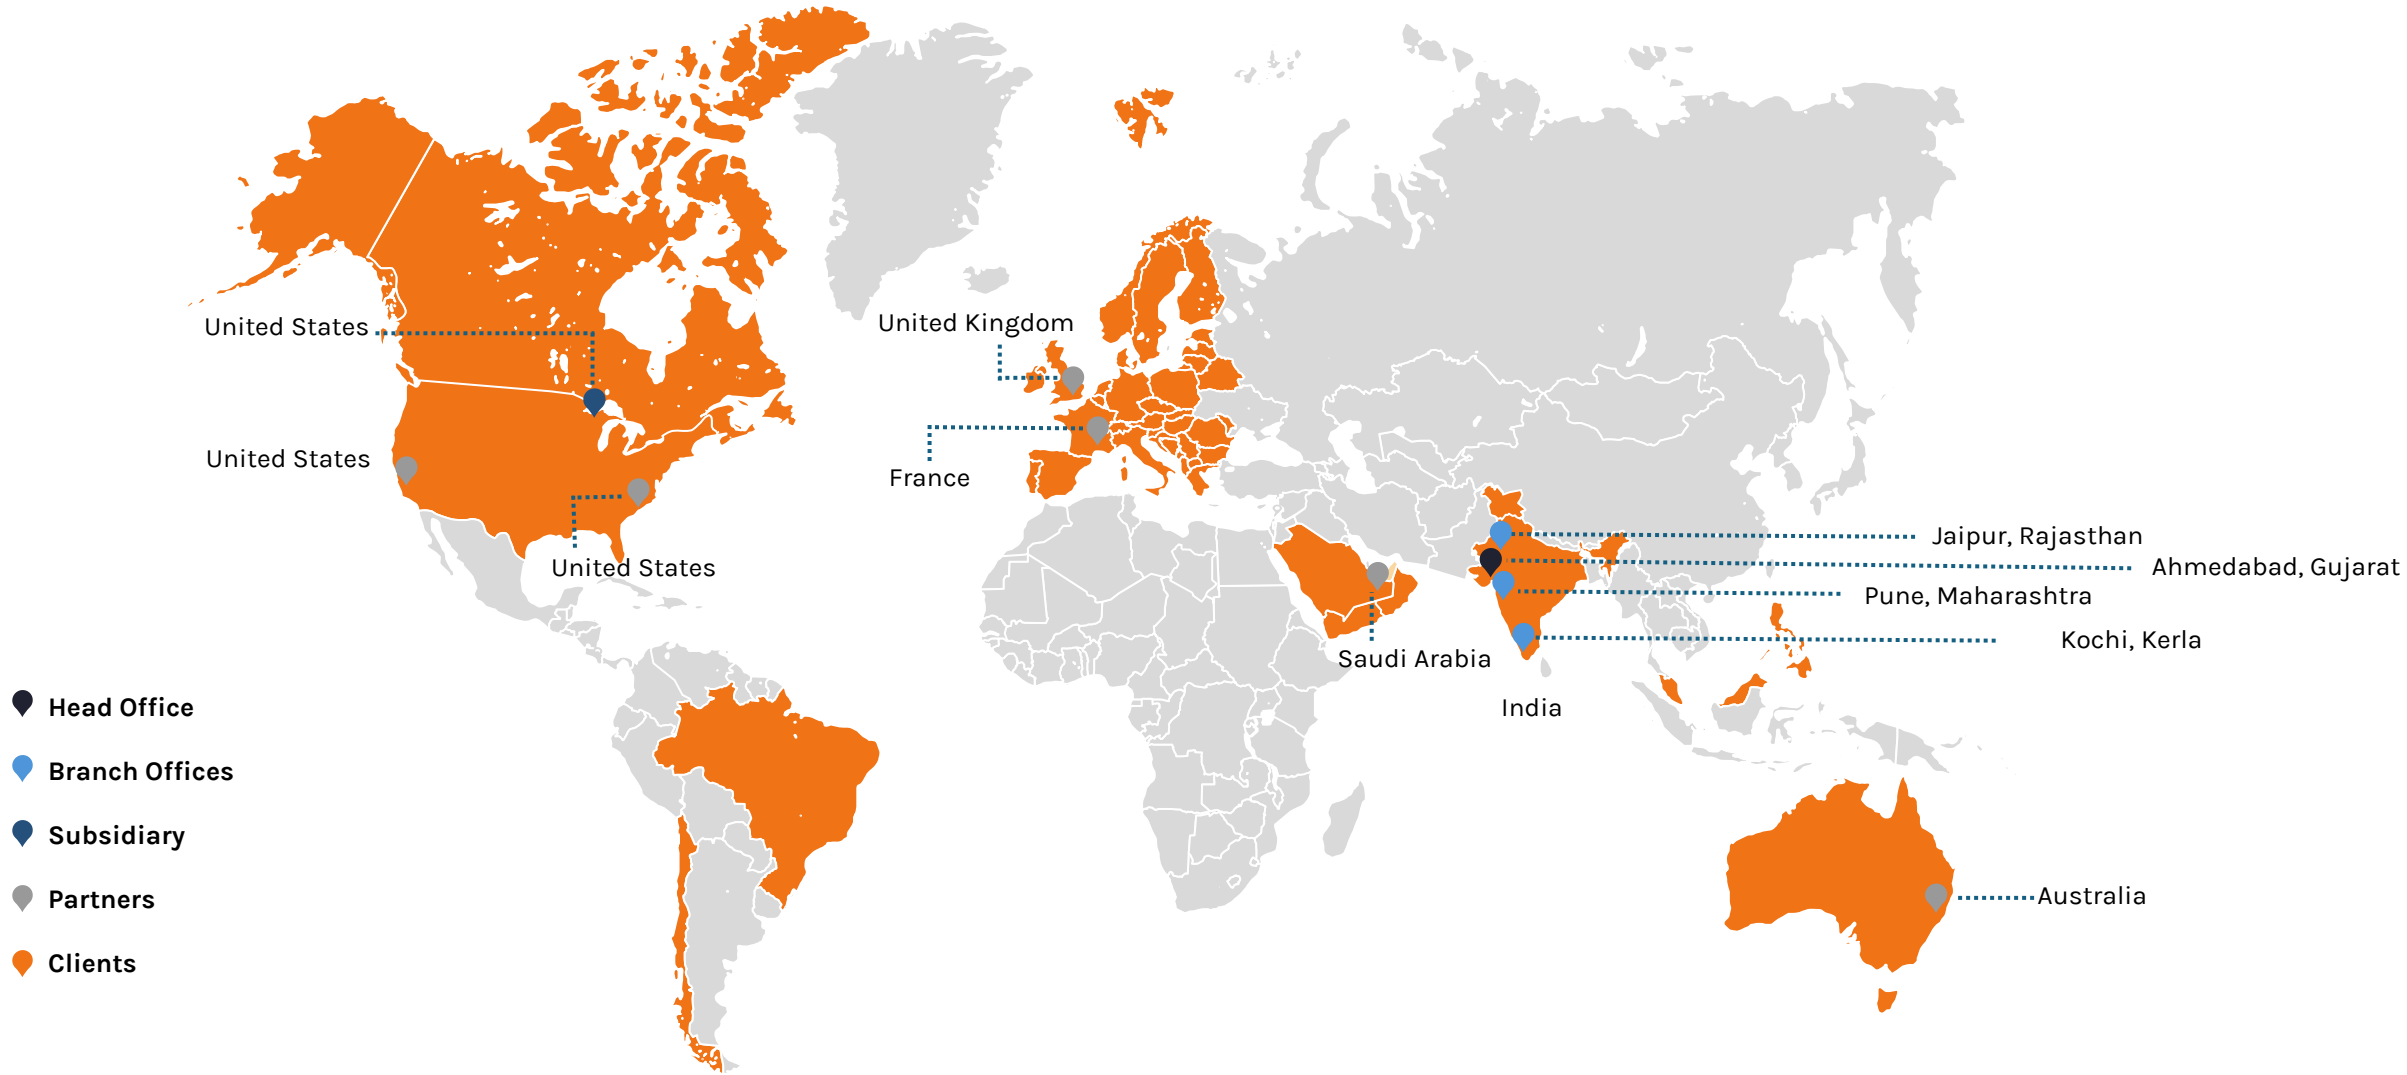 United States
United Kingdom
United States
France
United States
Jaipur, Rajasthan
Ahmedabad, Gujarat
Pune, Maharashtra
Kochi, Kerla
Saudi Arabia
India
Head Office
Branch Offices
Subsidiary
Partners
Clients
Australia